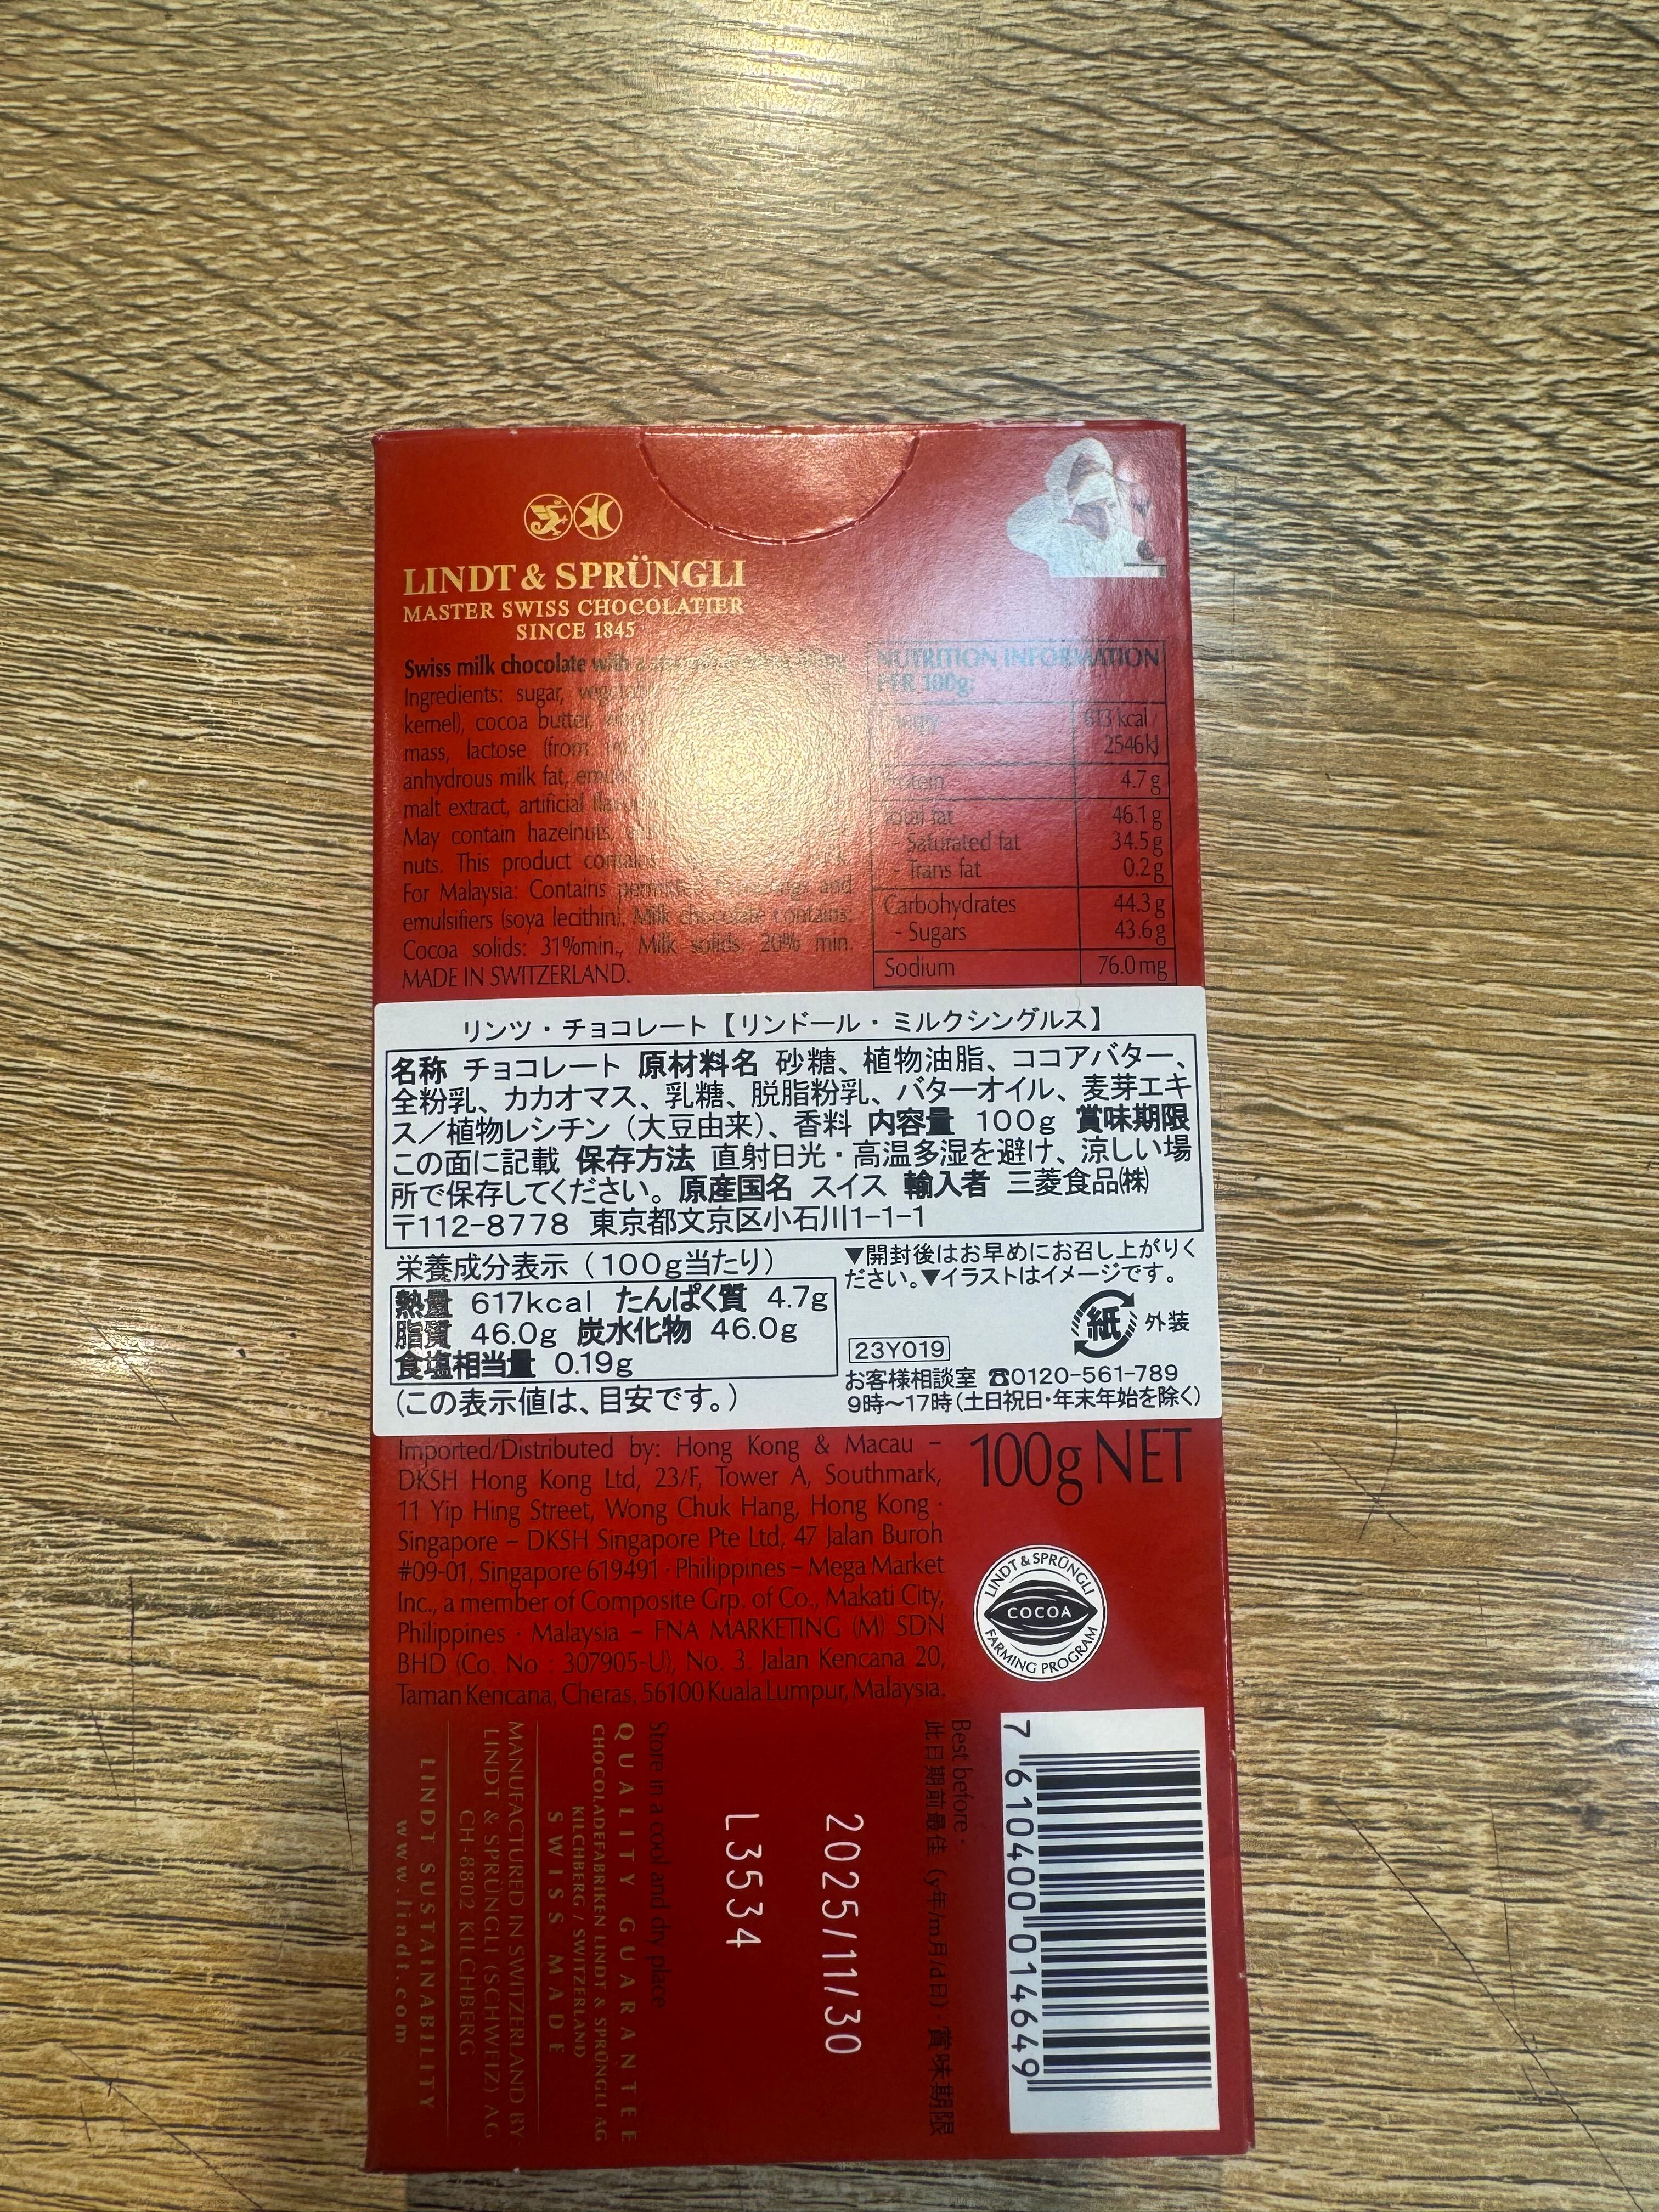 LINDT & SPRÜNGLI
MASTER SWISS CHOCOLATIER
SINCE 1845
Swiss milk chocolate with a
Ingredients: sugar,
kernel), cocoa butter,
mass, lactose (from
anhydrous milk fat,
malt extract, artificial
May contain hazelnuts,
nuts. This product contains
For Malaysia: Contains permitted flavourings and
emulsifiers (soya lecithin). Milk chocolate contains:
Cocoa solids: 31%min., Milk solids: 20% min.
MADE IN SWITZERLAND.
NUTRITION INFORMATION
PER 100g:
Energy 613 kcal /
2546kJ
Protein 4.7 g
Total fat 46.1 g
- Saturated fat 34.5 g
- Trans fat 0.2 g
Carbohydrates 44.3 g
- Sugars 43.6 g
Sodium 76.0 mg
リンツ・チョコレート【リンドール・ミルクシングルス】
名称 チョコレート 原材料名 砂糖、植物油脂、ココアバター、
全粉乳、カカオマス、乳糖、脱脂粉乳、バターオイル、麦芽エキ
ス／植物レシチン（大豆由来）、香料 内容量 100g 賞味期限
この面に記載 保存方法 直射日光・高温多湿を避け、涼しい場
所で保存してください。原産国名 スイス 輸入者 三菱食品㈱
〒112-8778 東京都文京区小石川1-1-1
栄養成分表示（100g当たり）
熱量 617kcal たんぱく質 4.7g
脂質 46.0g 炭水化物 46.0g
食塩相当量 0.19g
（この表示値は、目安です。）
▼開封後はお早めにお召し上がりく
ださい。▼イラストはイメージです。
紙 外装
23Y019
お客様相談室 ☎0120-561-789
9時～17時（土日祝日・年末年始を除く）
Imported/Distributed by: Hong Kong & Macau –
DKSH Hong Kong Ltd, 23/F, Tower A, Southmark,
11 Yip Hing Street, Wong Chuk Hang, Hong Kong ·
Singapore – DKSH Singapore Pte Ltd, 47 Jalan Buroh
#09-01, Singapore 619491 · Philippines – Mega Market
Inc., a member of Composite Grp. of Co., Makati City,
Philippines · Malaysia – FNA MARKETING (M) SDN
BHD (Co. No : 307905-U), No. 3. Jalan Kencana 20,
Taman Kencana, Cheras, 56100 Kuala Lumpur, Malaysia.
100g NET
LINDT & SPRÜNGLI
COCOA
FARMING PROGRAM
7 610400 014649
Best before:
此日期前最佳 (y年/m月/d日) 賞味期限
2025/11/30
L3534
Store in a cool and dry place
QUALITY GUARANTEE
CHOCOLADEFABRIKEN LINDT & SPRÜNGLI AG
KILCHBERG / SWITZERLAND
SWISS MADE
MANUFACTURED IN SWITZERLAND BY:
LINDT & SPRÜNGLI (SCHWEIZ) AG
CH-8802 KILCHBERG
LINDT SUSTAINABILITY
www.lindt.com